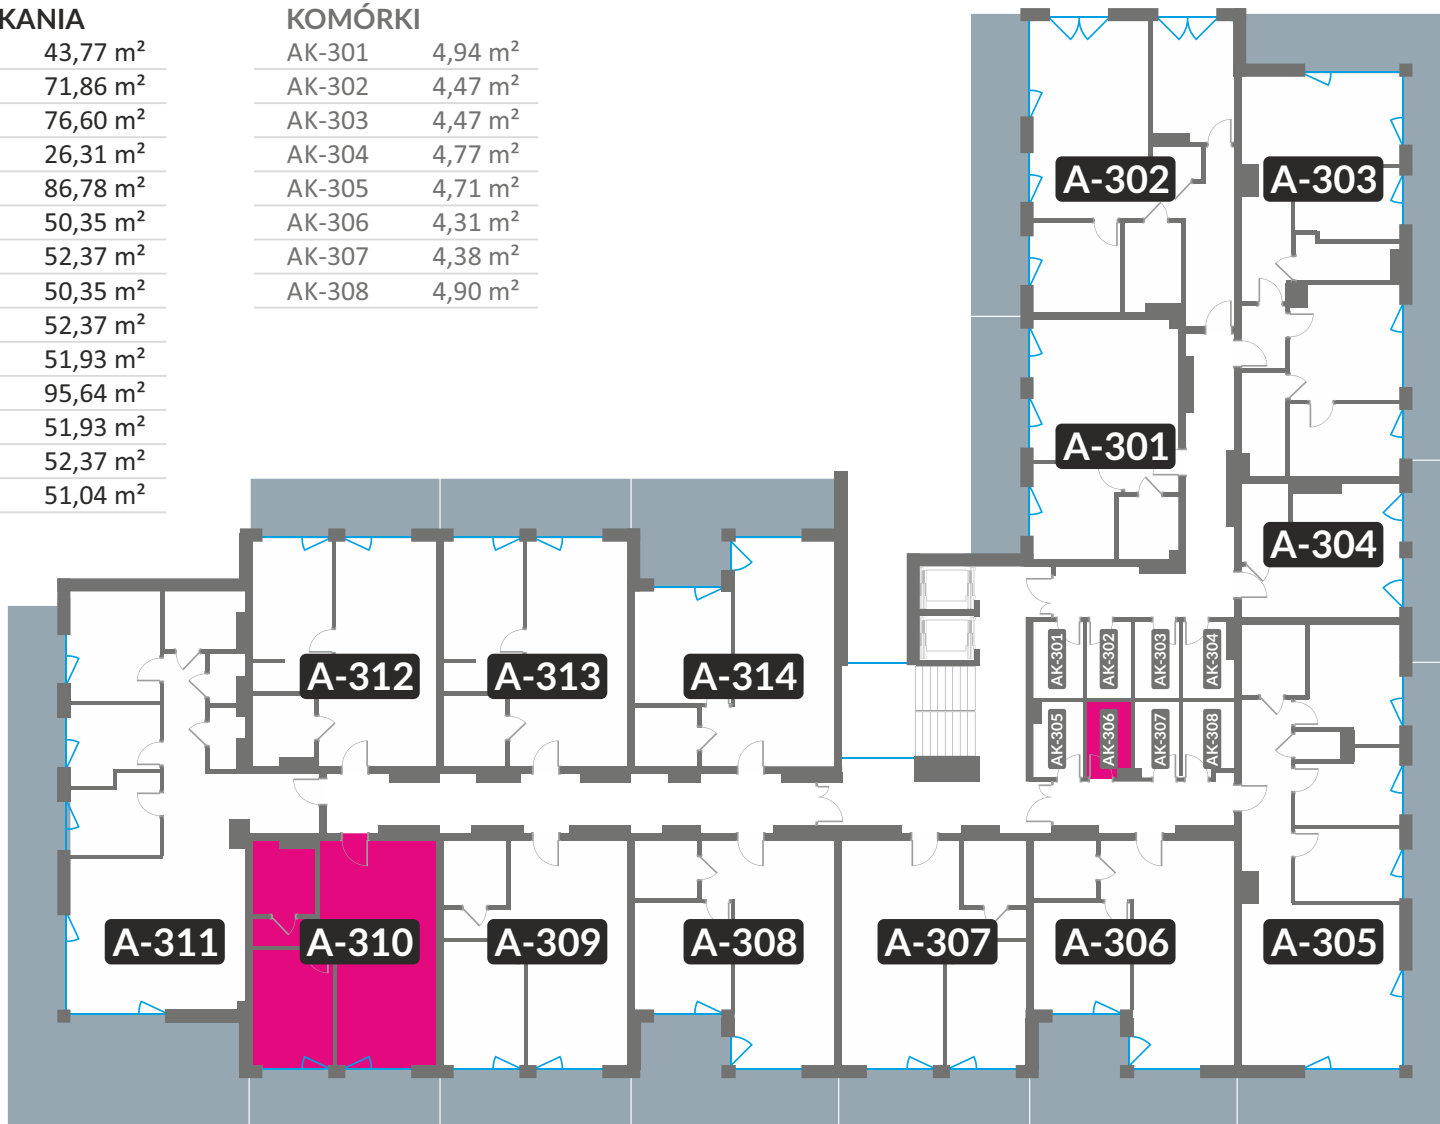 KANIA
43,77 m²
71,86 m²
76,60 m²
26,31 m²
86,78 m²
50,35 m²
52,37 m²
50,35 m²
52,37 m²
51,93 m²
95,64 m²
51,93 m²
52,37 m²
51,04 m²
KOMÓRKI
AK-301 4,94 m²
AK-302 4,47 m²
AK-303 4,47 m²
AK-304 4,77 m²
AK-305 4,71 m²
AK-306 4,31 m²
AK-307 4,38 m²
AK-308 4,90 m²
A-302
A-303
A-301
A-304
AK-301
AK-302
AK-303
AK-304
A-312
A-313
A-314
AK-305
AK-306
AK-307
AK-308
A-311
A-310
A-309
A-308
A-307
A-306
A-305